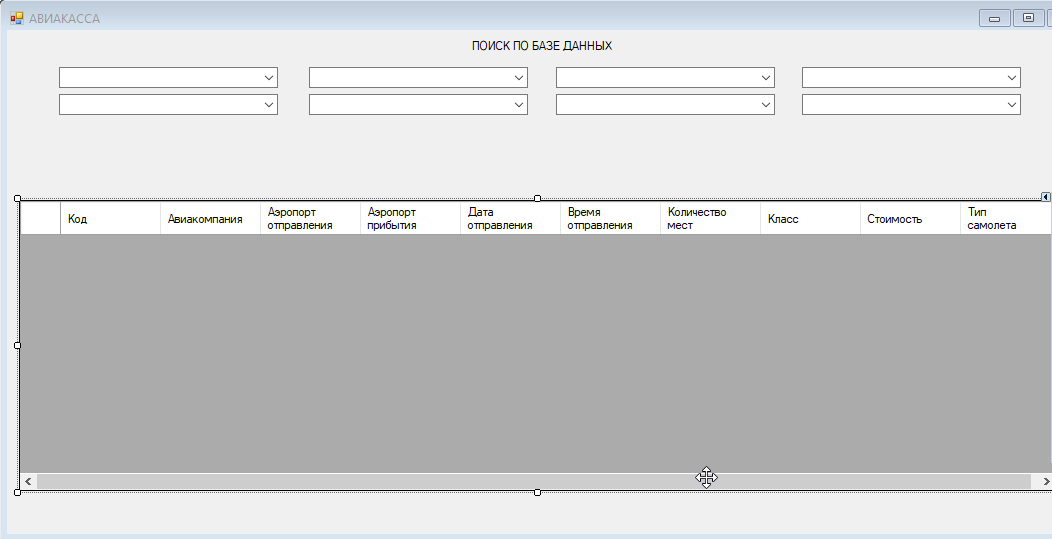 АВИАКАССА
ПОИСК ПО БАЗЕ ДАННЫХ
Код
Авиакомпания
Аэропорт
отправления
Аэропорт
прибытия
Дата
отправления
Время
отправления
Количество
мест
Класс
Стоимость
Тип
самолета